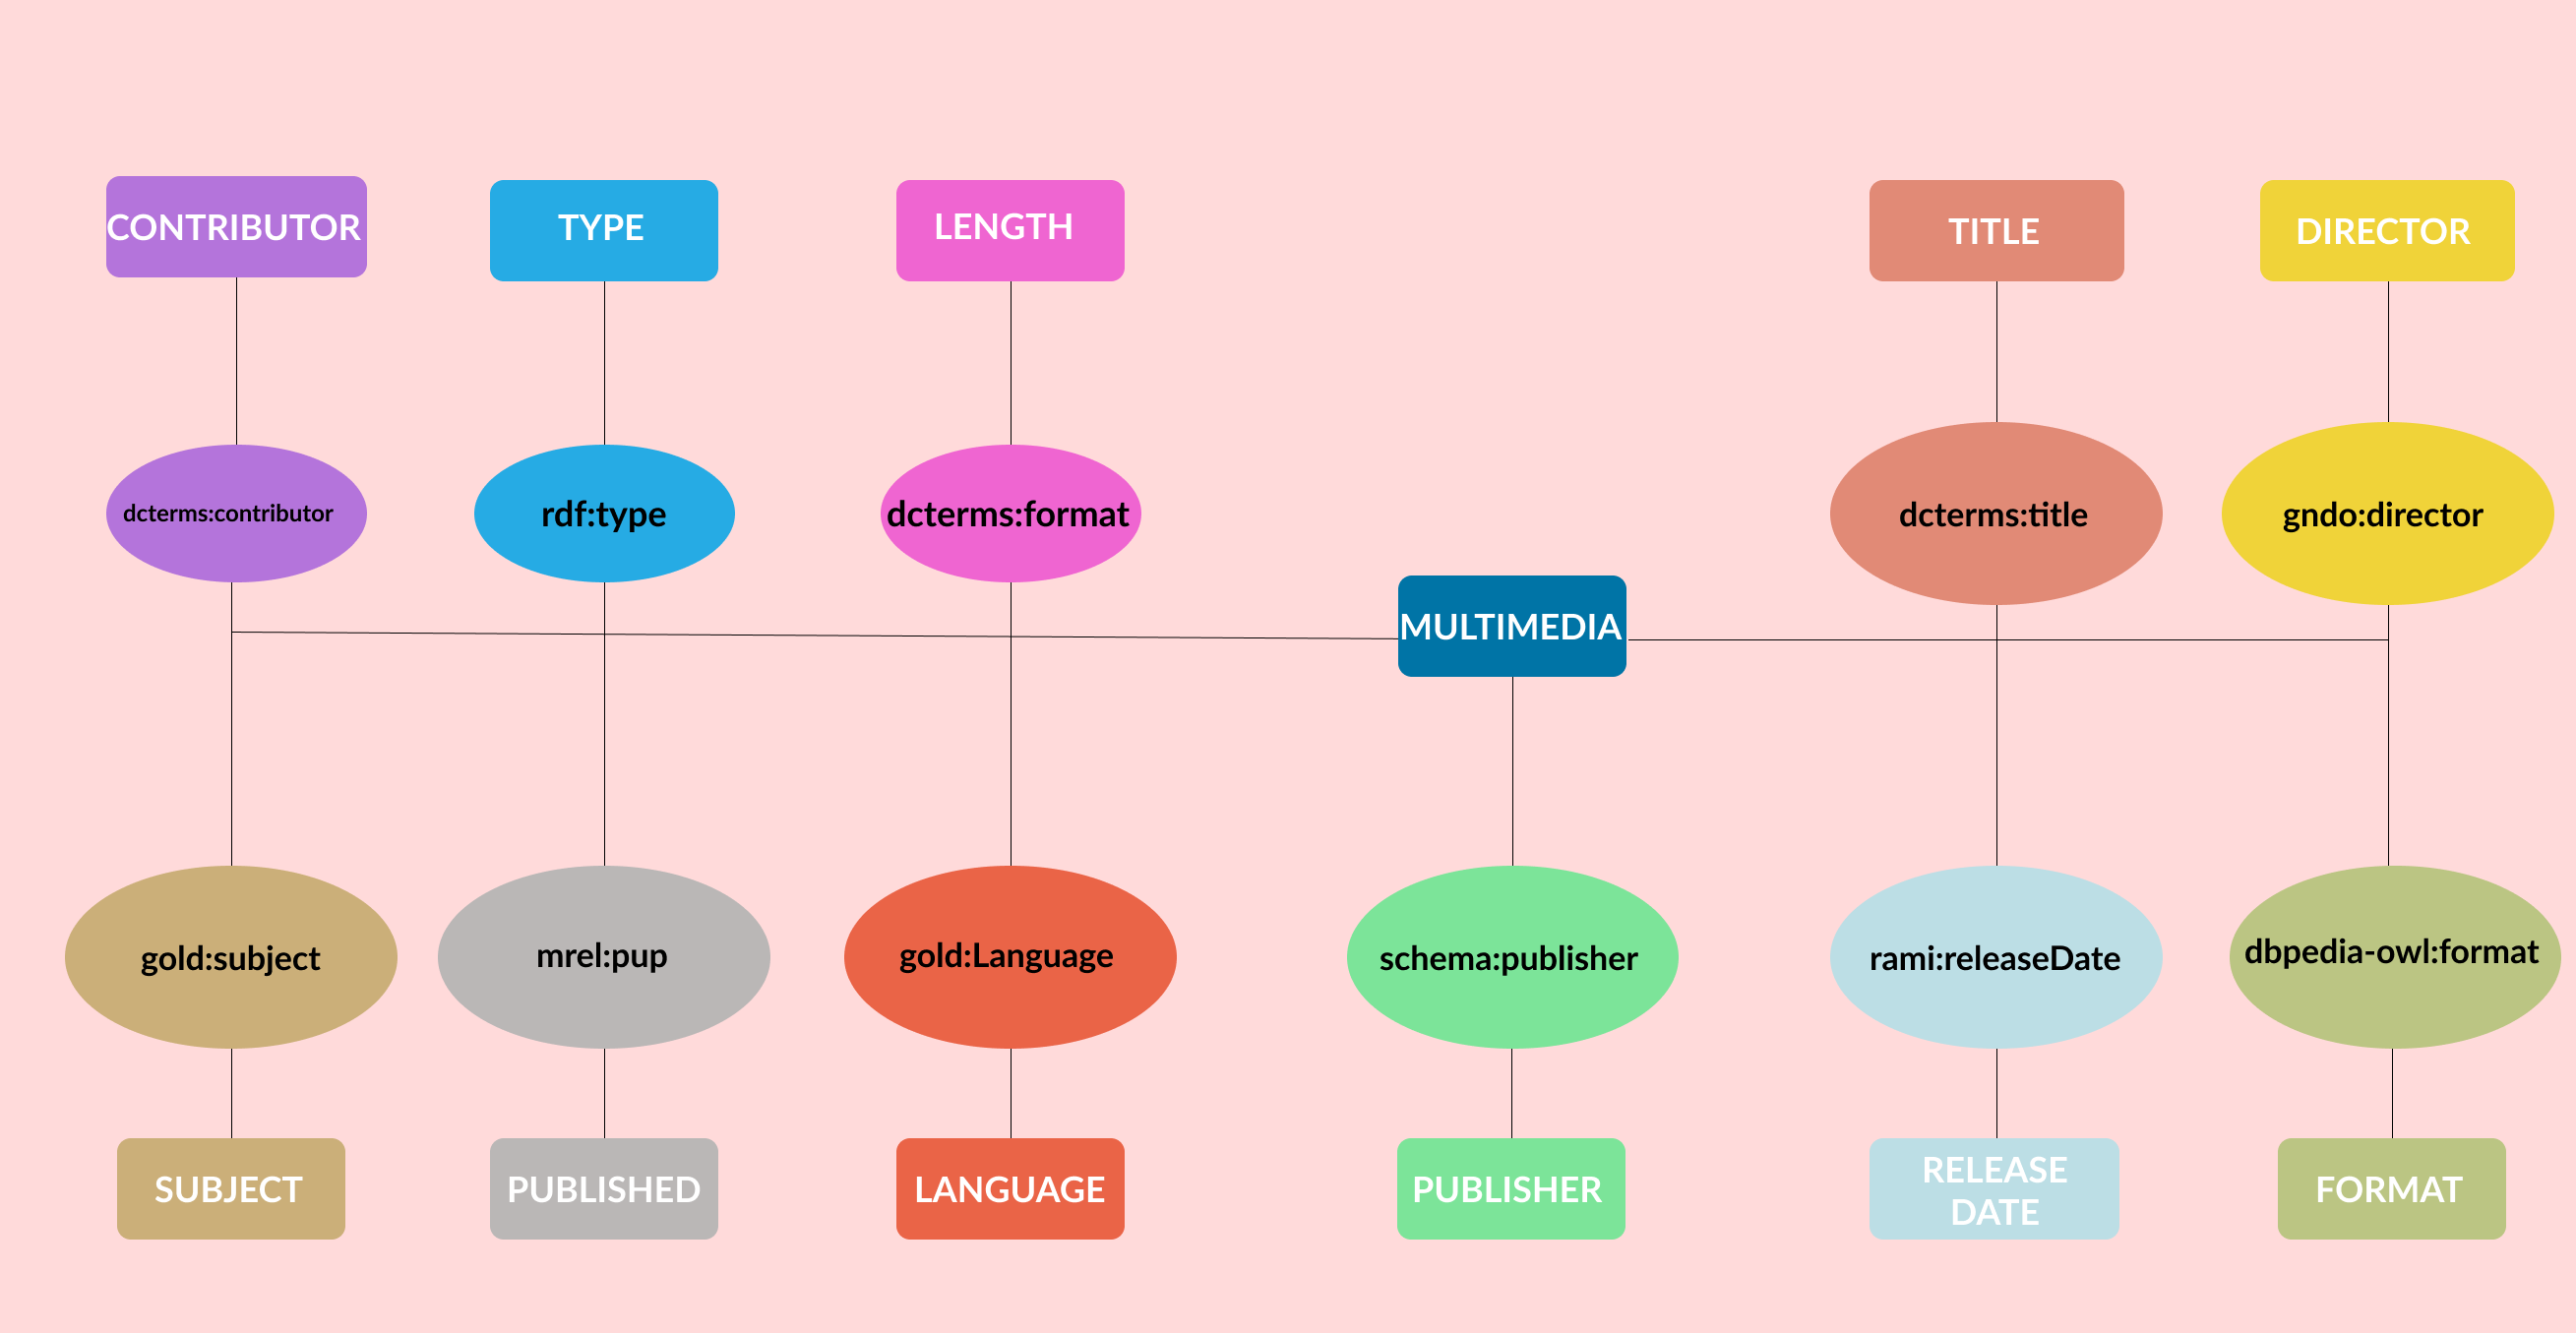 CONTRIBUTOR
TYPE
LENGTH
TITLE
DIRECTOR
dcterms:contributor
rdf:type
dcterms:format
dcterms:title
gndo:director
MULTIMEDIA
gold:subject
mrel:pup
gold:Language
schema:publisher
rami:releaseDate
dbpedia-owl:format
SUBJECT
PUBLISHED
LANGUAGE
PUBLISHER
RELEASE
DATE
FORMAT